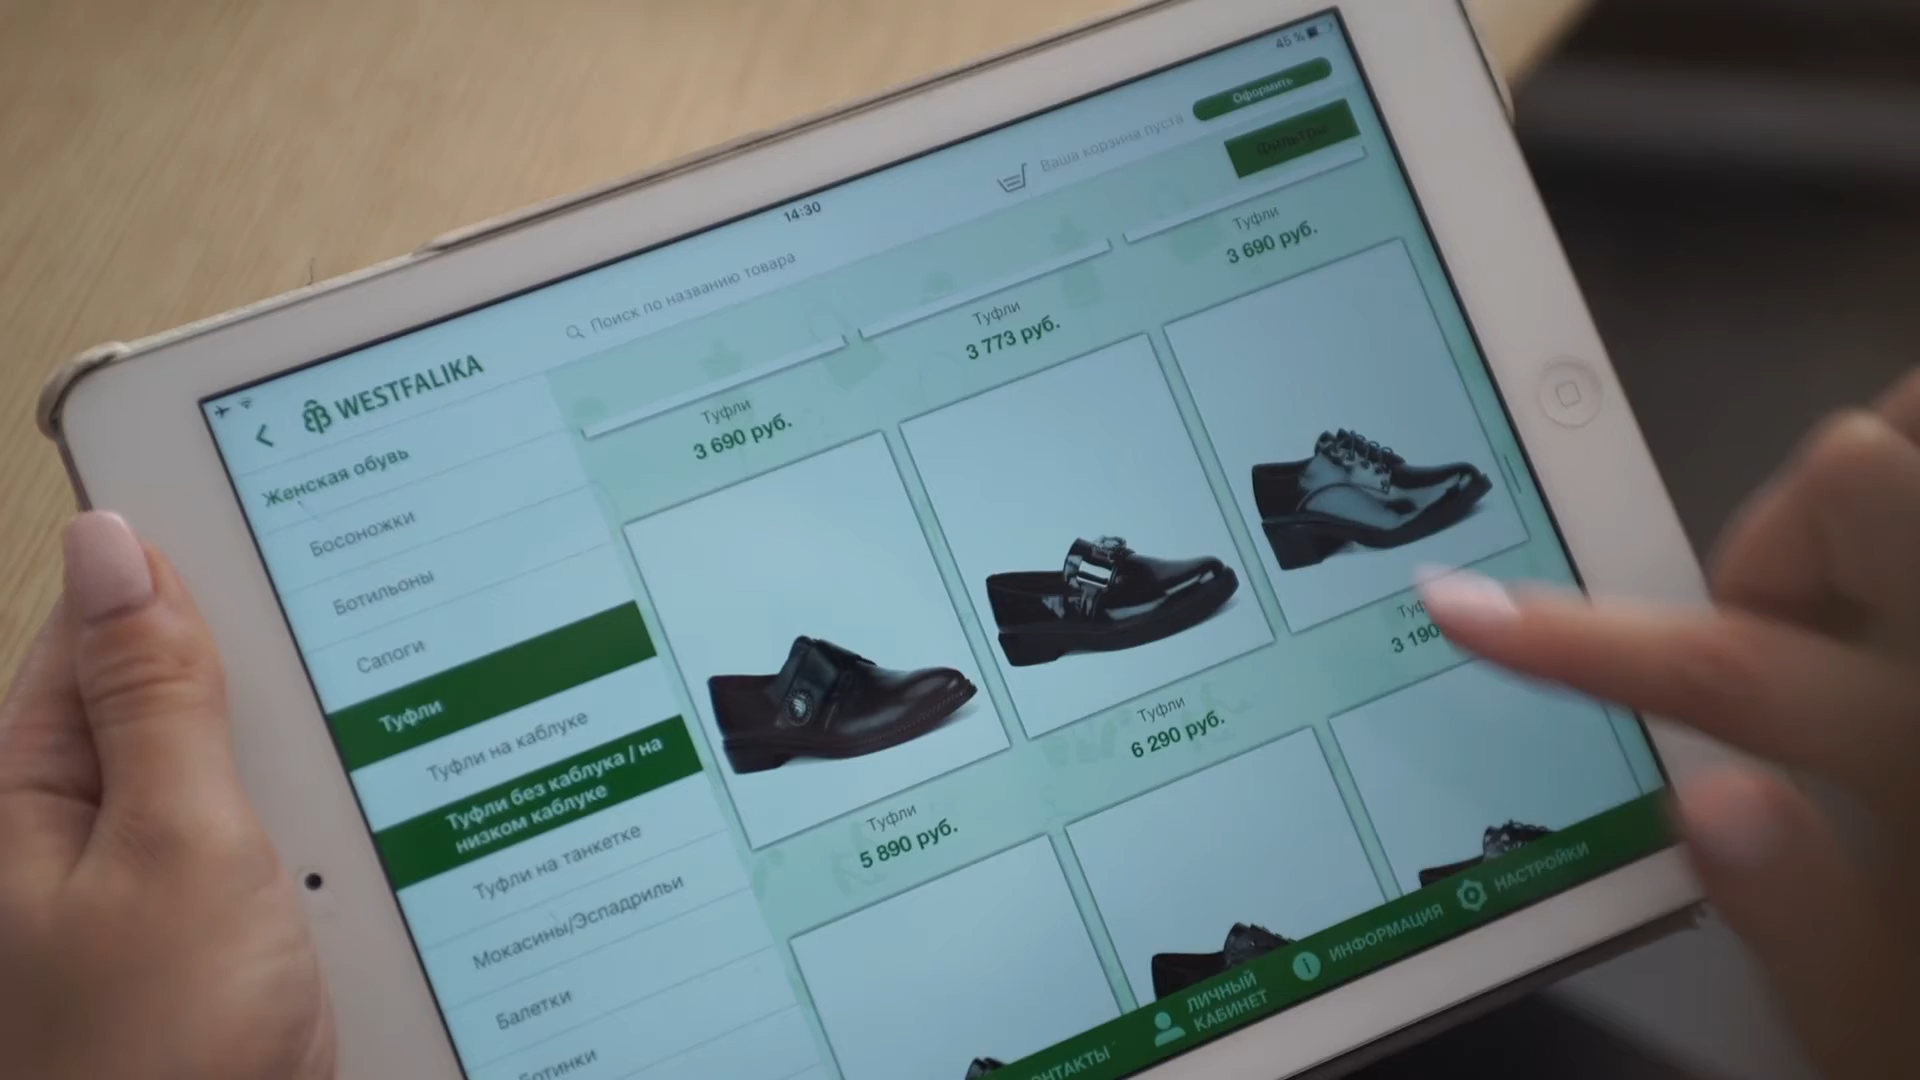 45 %
14:30
Оформить
Ваша корзина пуста
Фильтры
Поиск по названию товара
WESTFALIKA
Женская обувь
Босоножки
Ботильоны
Сапоги
Туфли
Туфли на каблуке
Туфли без каблука / на
низком каблуке
Туфли на танкетке
Мокасины/Эспадрильи
Балетки
Ботинки
Туфли
3 690 руб.
Туфли
3 773 руб.
Туфли
3 690 руб.
Туфли
5 890 руб.
Туфли
6 290 руб.
Туф
3 190
ОНТАКТЫ
ЛИЧНЫЙ
КАБИНЕТ
ИНФОРМАЦИЯ
НАСТРОЙКИ